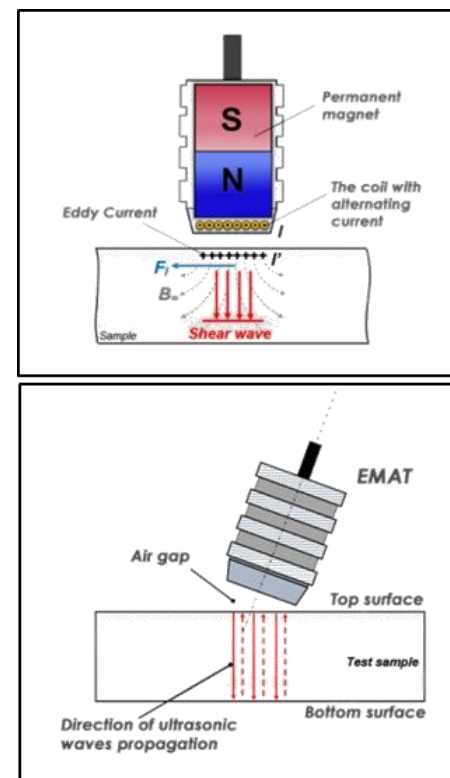 S
Permanent
magnet
N
The coil with
alternating
current
I
Eddy Current
I'
Fₗ
B₌
Shear wave
Sample
EMAT
Air gap
Top surface
Test sample
Bottom surface
Direction of ultrasonic
waves propagation